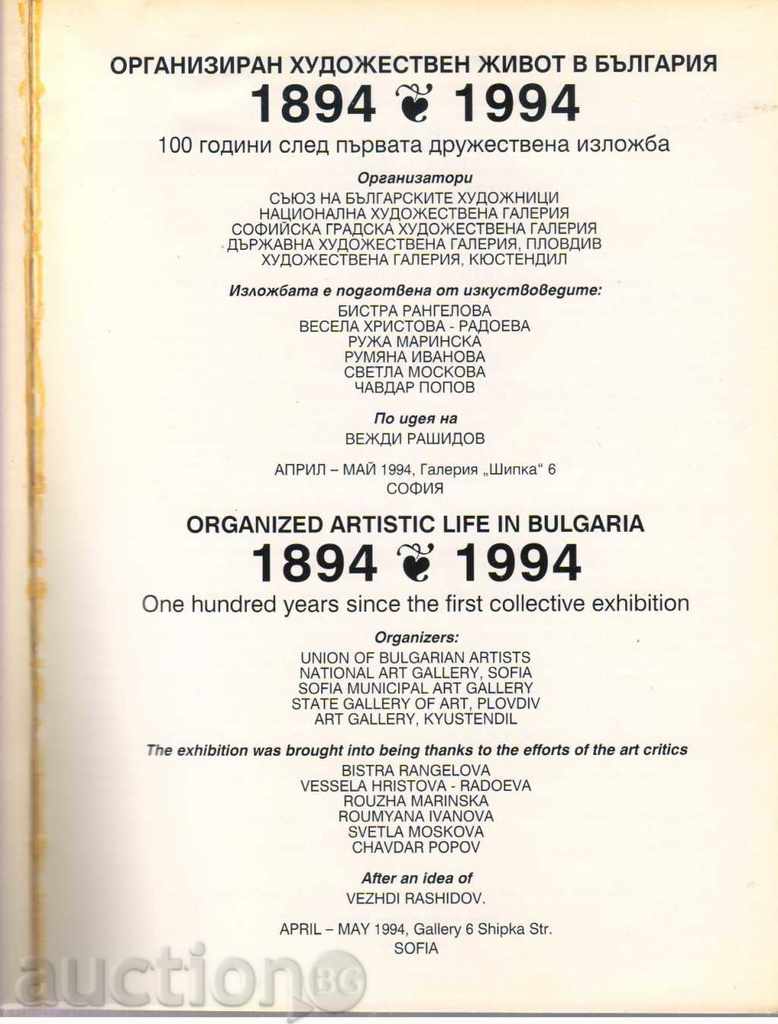 ОРГАНИЗИРАН ХУДОЖЕСТВЕН ЖИВОТ В БЪЛГАРИЯ
1894 ❦ 1994
100 години след първата дружествена изложба
Организатори
СЪЮЗ НА БЪЛГАРСКИТЕ ХУДОЖНИЦИ
НАЦИОНАЛНА ХУДОЖЕСТВЕНА ГАЛЕРИЯ
СОФИЙСКА ГРАДСКА ХУДОЖЕСТВЕНА ГАЛЕРИЯ
ДЪРЖАВНА ХУДОЖЕСТВЕНА ГАЛЕРИЯ, ПЛОВДИВ
ХУДОЖЕСТВЕНА ГАЛЕРИЯ, КЮСТЕНДИЛ
Изложбата е подготвена от изкуствоведите:
БИСТРА РАНГЕЛОВА
ВЕСЕЛА ХРИСТОВА - РАДОЕВА
РУЖА МАРИНСКА
РУМЯНА ИВАНОВА
СВЕТЛА МОСКОВА
ЧАВДАР ПОПОВ
По идея на
ВЕЖДИ РАШИДОВ
АПРИЛ – МАЙ 1994, Галерия „Шипка“ 6
СОФИЯ
ORGANIZED ARTISTIC LIFE IN BULGARIA
1894 ❦ 1994
One hundred years since the first collective exhibition
Organizers:
UNION OF BULGARIAN ARTISTS
NATIONAL ART GALLERY, SOFIA
SOFIA MUNICIPAL ART GALLERY
STATE GALLERY OF ART, PLOVDIV
ART GALLERY, KYUSTENDIL
The exhibition was brought into being thanks to the efforts of the art critics
BISTRA RANGELOVA
VESSELA HRISTOVA - RADOEVA
ROUZHA MARINSKA
ROUMYANA IVANOVA
SVETLA MOSKOVA
CHAVDAR POPOV
After an idea of
VEZHDI RASHIDOV.
APRIL – MAY 1994, Gallery 6 Shipka Str.
SOFIA
auction BG